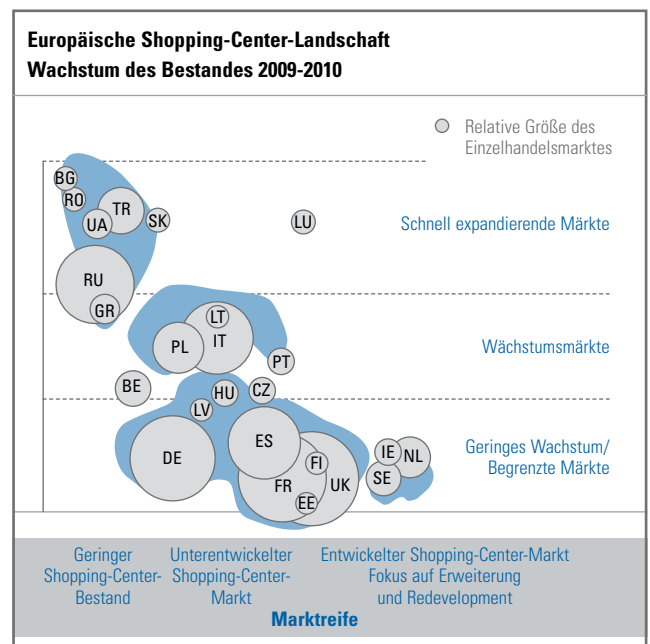 Europäische Shopping-Center-Landschaft
Wachstum des Bestandes 2009-2010
Relative Größe des
Einzelhandelsmarktes
BG
RO
TR
UA
SK
LU
Schnell expandierende Märkte
RU
GR
LT
PL
IT
PT
Wächstumsmärkte
BE
HU
CZ
LV
DE
ES
FI
FR
UK
EE
IE
NL
SE
Geringes Wachstum/
Begrenzte Märkte
Geringer
Shopping-Center-
Bestand
Unterentwickelter
Shopping-Center-
Markt
Entwickelter Shopping-Center-Markt
Fokus auf Erweiterung
und Redevelopment
Marktreife